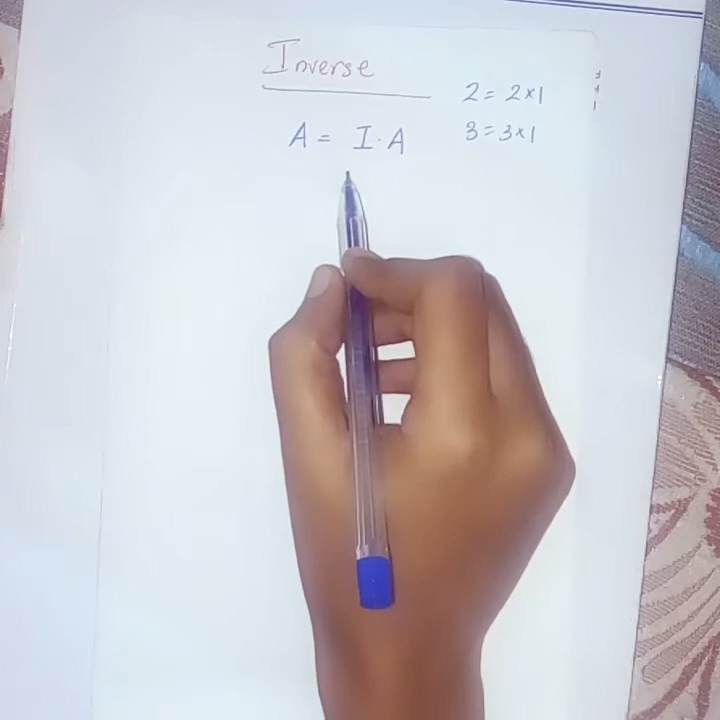 Inverse
2 = 2×1
A = I·A
3 = 3×1